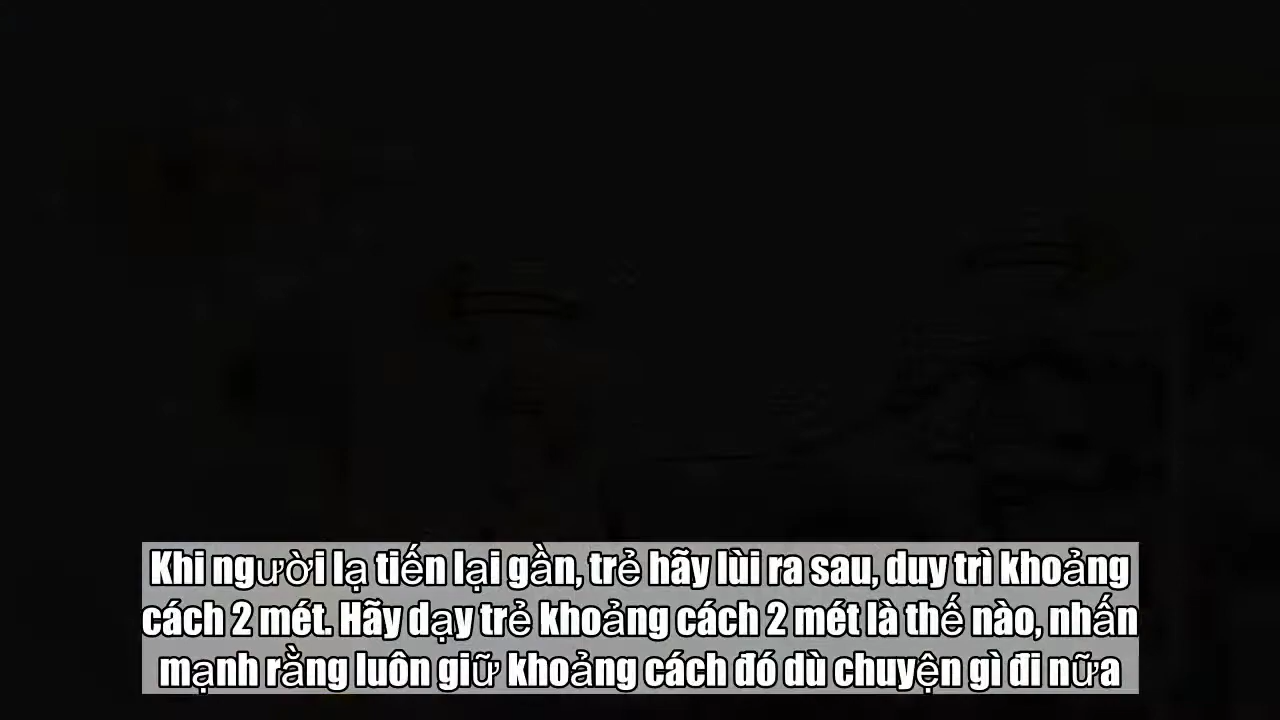 Khi người lạ tiến lại gần, trẻ hãy lùi ra sau, duy trì khoảng
cách 2 mét. Hãy dạy trẻ khoảng cách 2 mét là thế nào, nhấn
mạnh rằng luôn giữ khoảng cách đó dù chuyện gì đi nữa